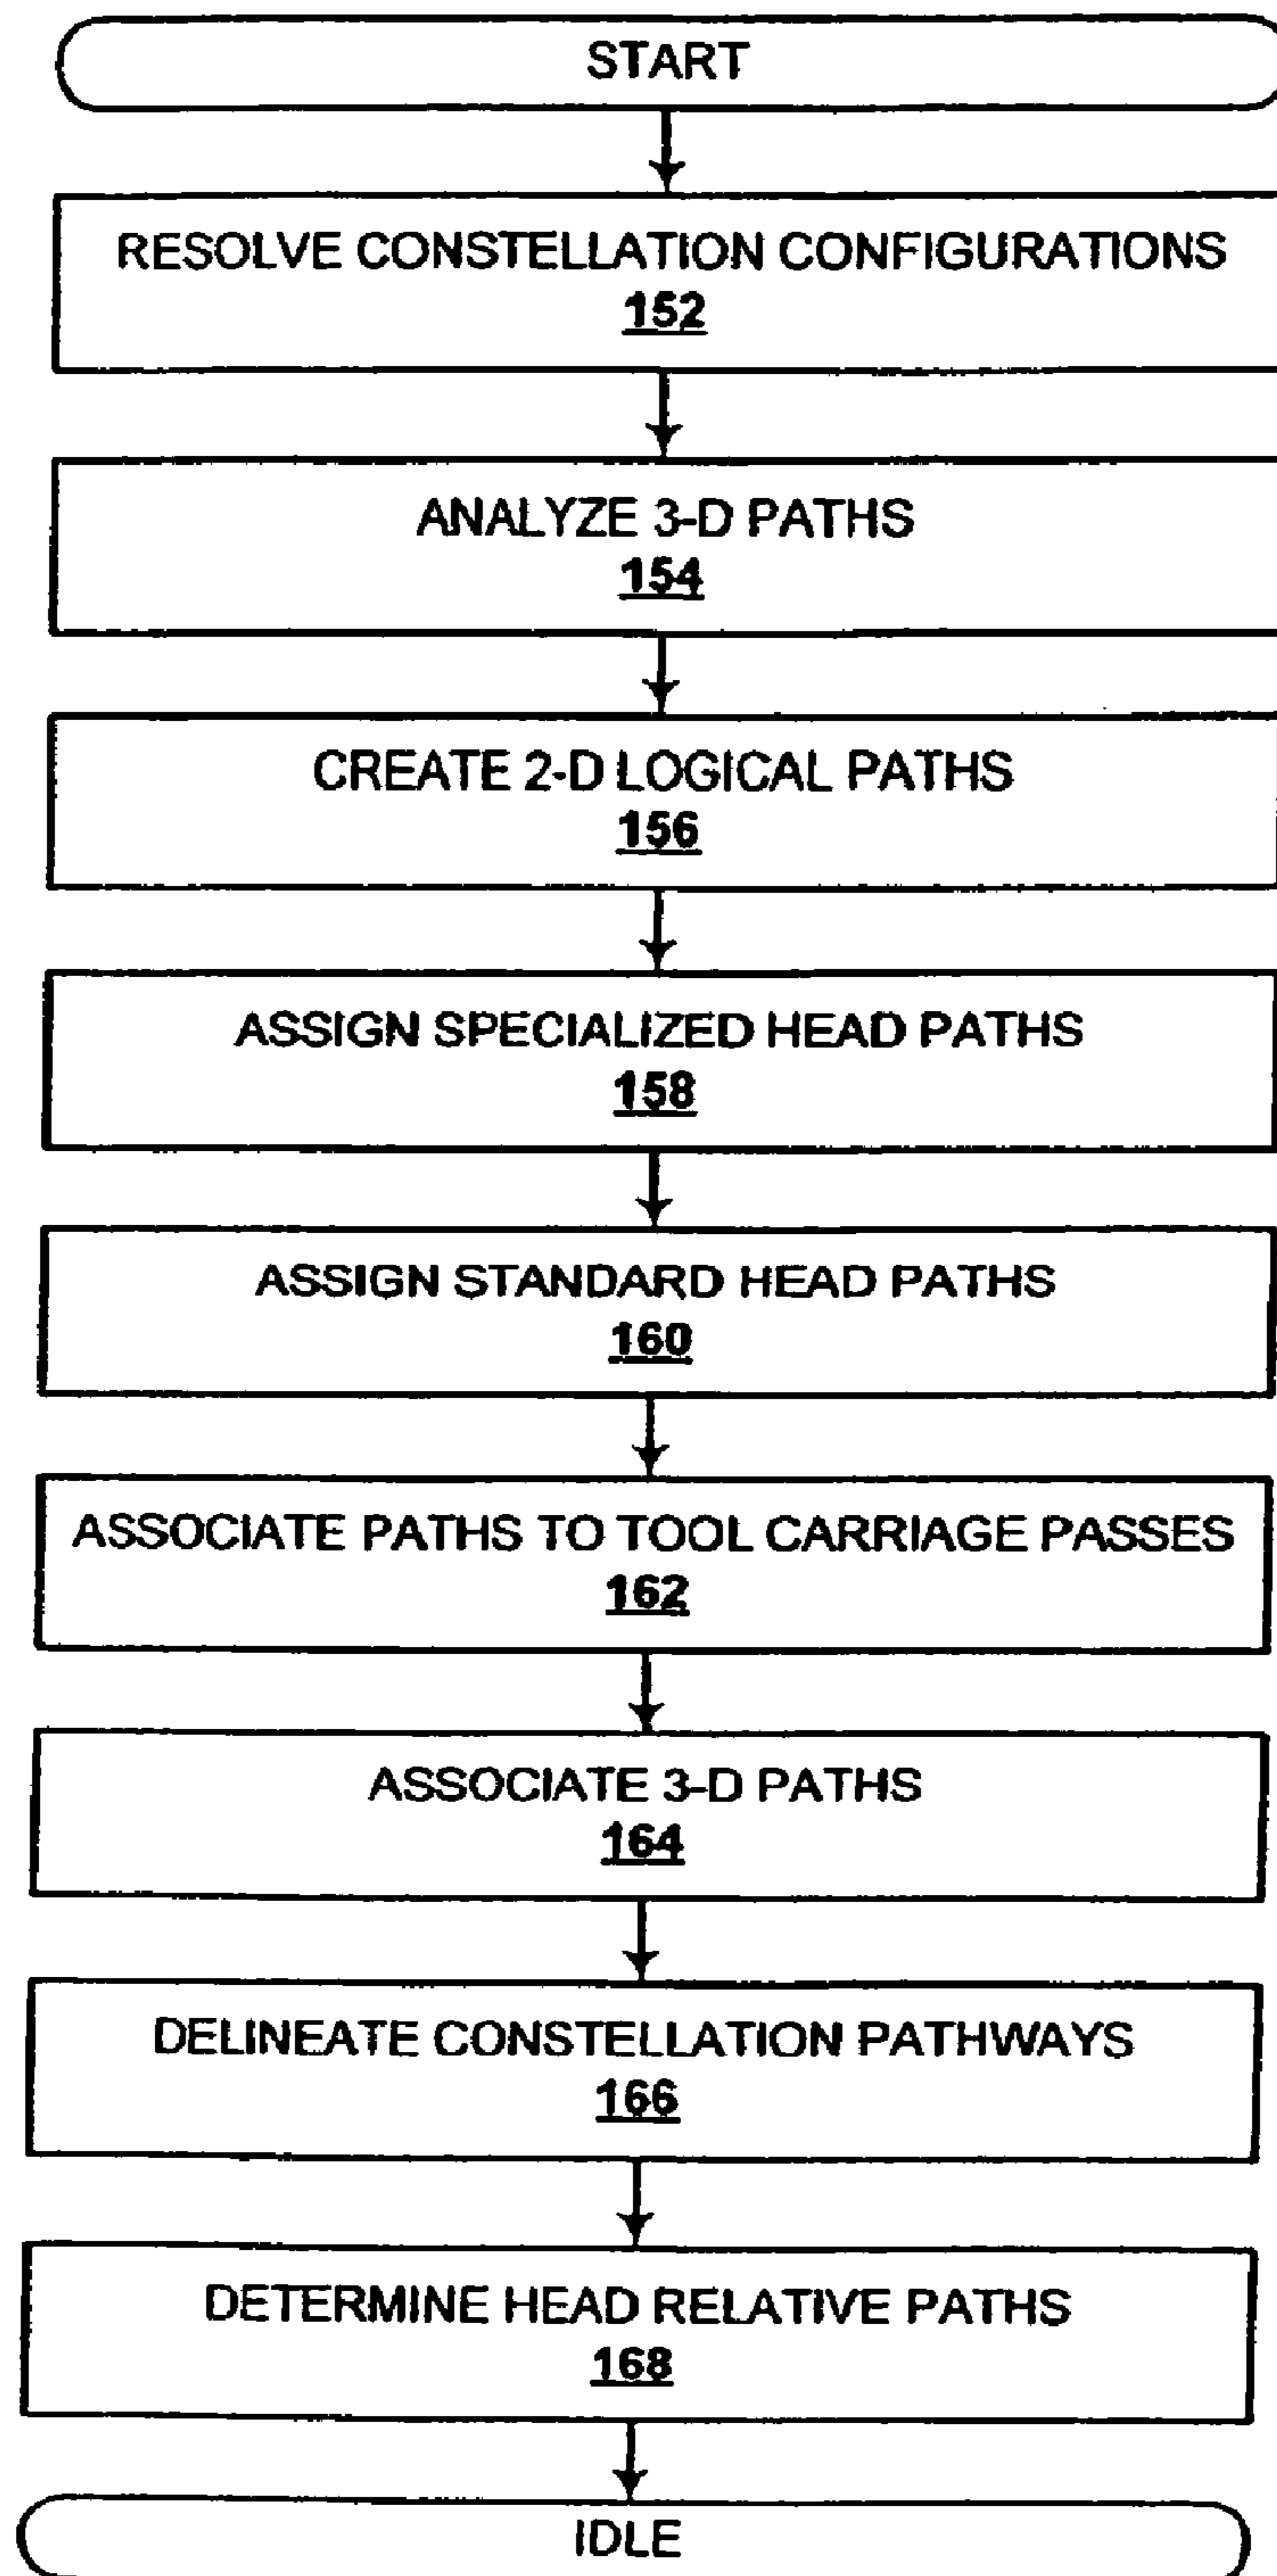 START
RESOLVE CONSTELLATION CONFIGURATIONS
152
ANALYZE 3-D PATHS
154
CREATE 2-D LOGICAL PATHS
156
ASSIGN SPECIALIZED HEAD PATHS
158
ASSIGN STANDARD HEAD PATHS
160
ASSOCIATE PATHS TO TOOL CARRIAGE PASSES
162
ASSOCIATE 3-D PATHS
164
DELINEATE CONSTELLATION PATHWAYS
166
DETERMINE HEAD RELATIVE PATHS
168
IDLE